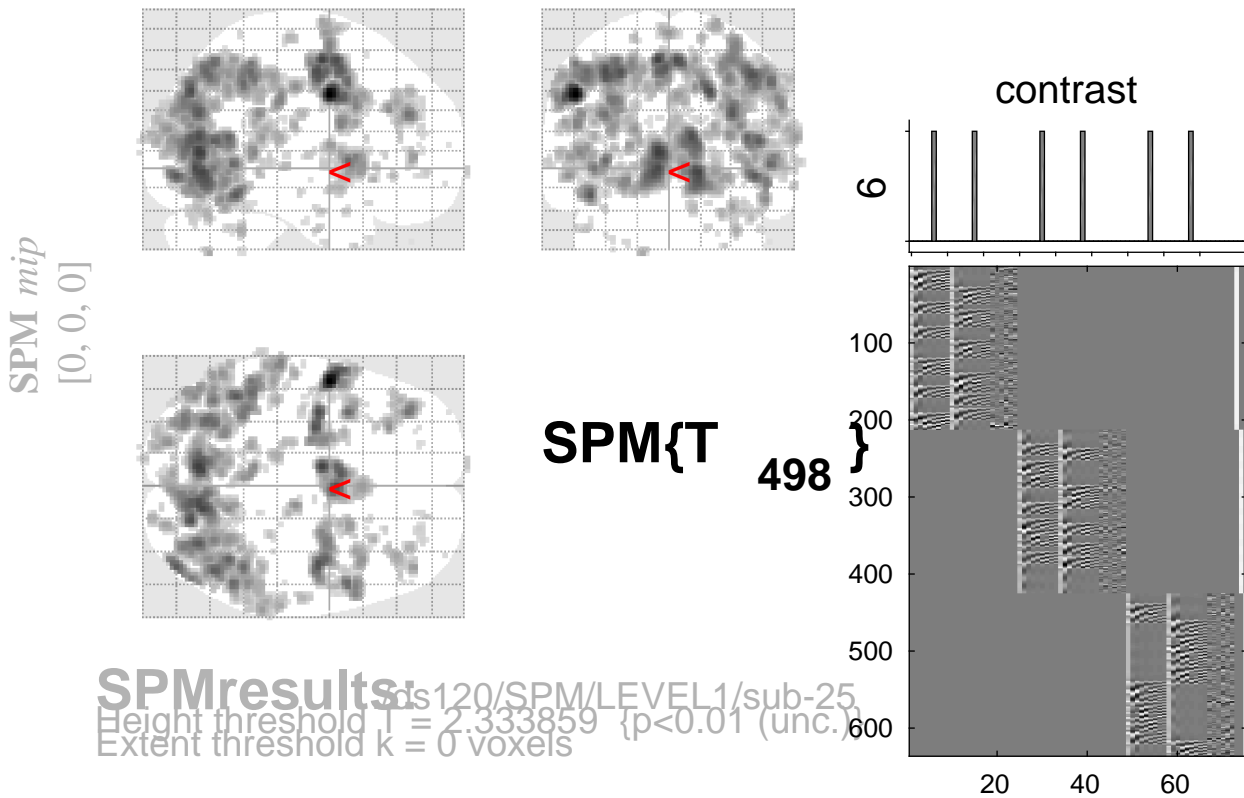 contrast
6
SPM mip
[0, 0, 0]
<
<
<
SPM{T498}
100
200
300
400
500
600
20
40
60
SPMresults: /ds120/SPM/LEVEL1/sub-25
Height threshold T = 2.333859 {p<0.01 (unc.)}
Extent threshold k = 0 voxels